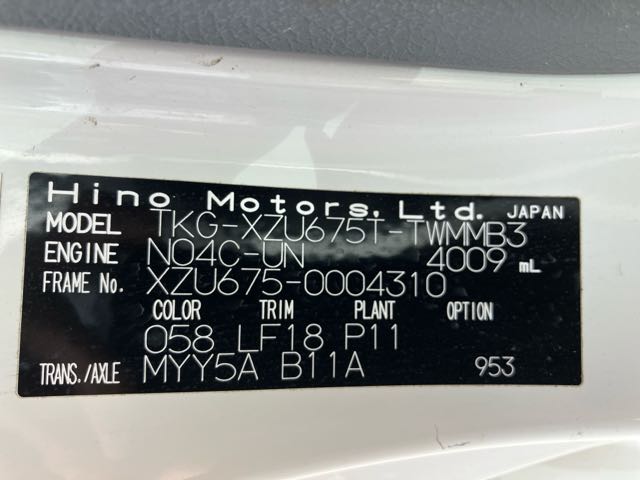 Hino Motors, Ltd. JAPAN
MODEL TKG-XZU675T-TWMMB3
ENGINE N04C-UN 4009 mL
FRAME No. XZU675-0004310
COLOR TRIM PLANT OPTION
058 LF18 P11
TRANS./AXLE MYY5A B11A 953